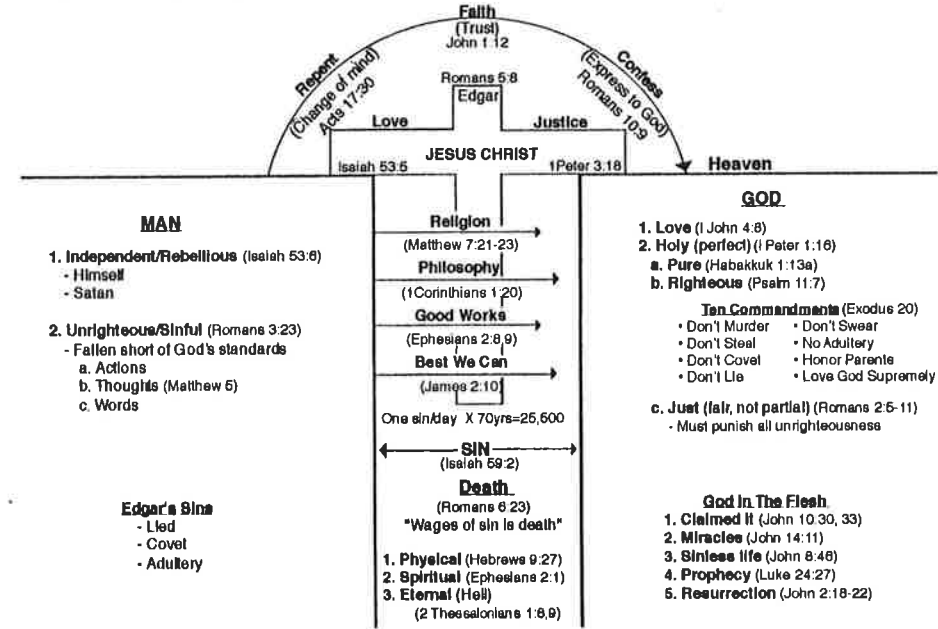 Faith
(Trust)
John 1:12
Repent
(Change of mind)
Acts 17:30
Confess
(Express to God)
Romans 10:9
Romans 5:8
Edgar
Love
Justice
JESUS CHRIST
Isaiah 53:5
1Peter 3:18
Heaven
MAN
1. Independent/Rebellious (Isaiah 53:6)
- Himself
- Satan
2. Unrighteous/Sinful (Romans 3:23)
- Fallen short of God's standards
a. Actions
b. Thoughts (Matthew 5)
c. Words
Edgar's Sins
- Lied
- Covet
- Adultery
Religion
(Matthew 7:21-23)
Philosophy
(1Corinthians 1:20)
Good Works
(Ephesians 2:8,9)
Best We Can
(James 2:10)
One sin/day X 70yrs=25,500
SIN
(Isaiah 59:2)
Death
(Romans 6:23)
"Wages of sin is death"
1. Physical (Hebrews 9:27)
2. Spiritual (Ephesians 2:1)
3. Eternal (Hell)
(2 Thessalonians 1:8,9)
GOD
1. Love (I John 4:8)
2. Holy (perfect) (I Peter 1:16)
a. Pure (Habakkuk 1:13a)
b. Righteous (Psalm 11:7)
Ten Commandments (Exodus 20)
• Don't Murder • Don't Swear
• Don't Steal • No Adultery
• Don't Covet • Honor Parents
• Don't Lie • Love God Supremely
c. Just (fair, not partial) (Romans 2:5-11)
- Must punish all unrighteousness
God In The Flesh
1. Claimed It (John 10:30, 33)
2. Miracles (John 14:11)
3. Sinless life (John 8:46)
4. Prophecy (Luke 24:27)
5. Resurrection (John 2:18-22)